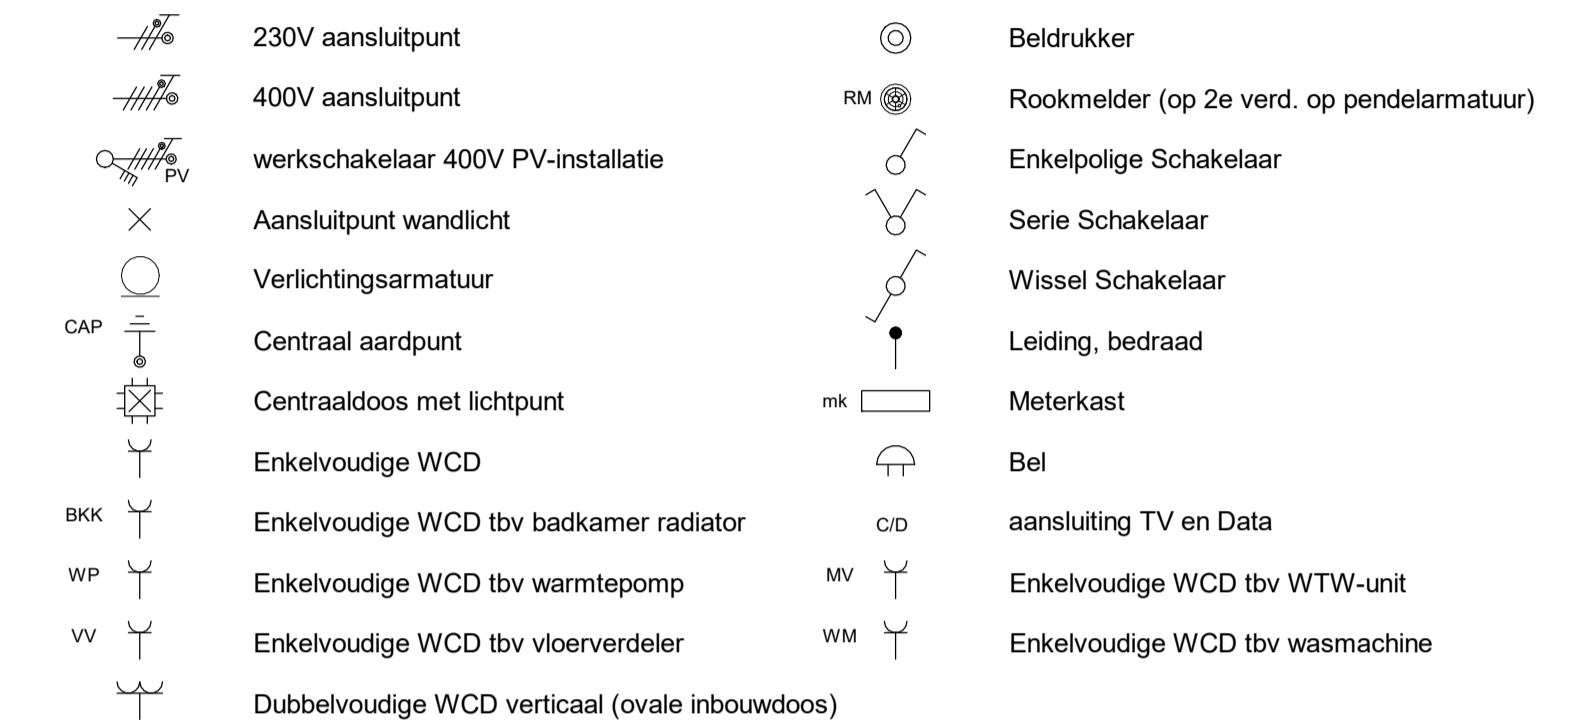 230V aansluitpunt
400V aansluitpunt
PV
werkschakelaar 400V PV-installatie
Aansluitpunt wandlicht
Verlichtingsarmatuur
CAP
Centraal aardpunt
Centraaldoos met lichtpunt
Enkelvoudige WCD
BKK
Enkelvoudige WCD tbv badkamer radiator
WP
Enkelvoudige WCD tbv warmtepomp
VV
Enkelvoudige WCD tbv vloerverdeler
Dubbelvoudige WCD verticaal (ovale inbouwdoos)
Beldrukker
RM
Rookmelder (op 2e verd. op pendelarmatuur)
Enkelpolige Schakelaar
Serie Schakelaar
Wissel Schakelaar
Leiding, bedraad
mk
Meterkast
Bel
C/D
aansluiting TV en Data
MV
Enkelvoudige WCD tbv WTW-unit
WM
Enkelvoudige WCD tbv wasmachine